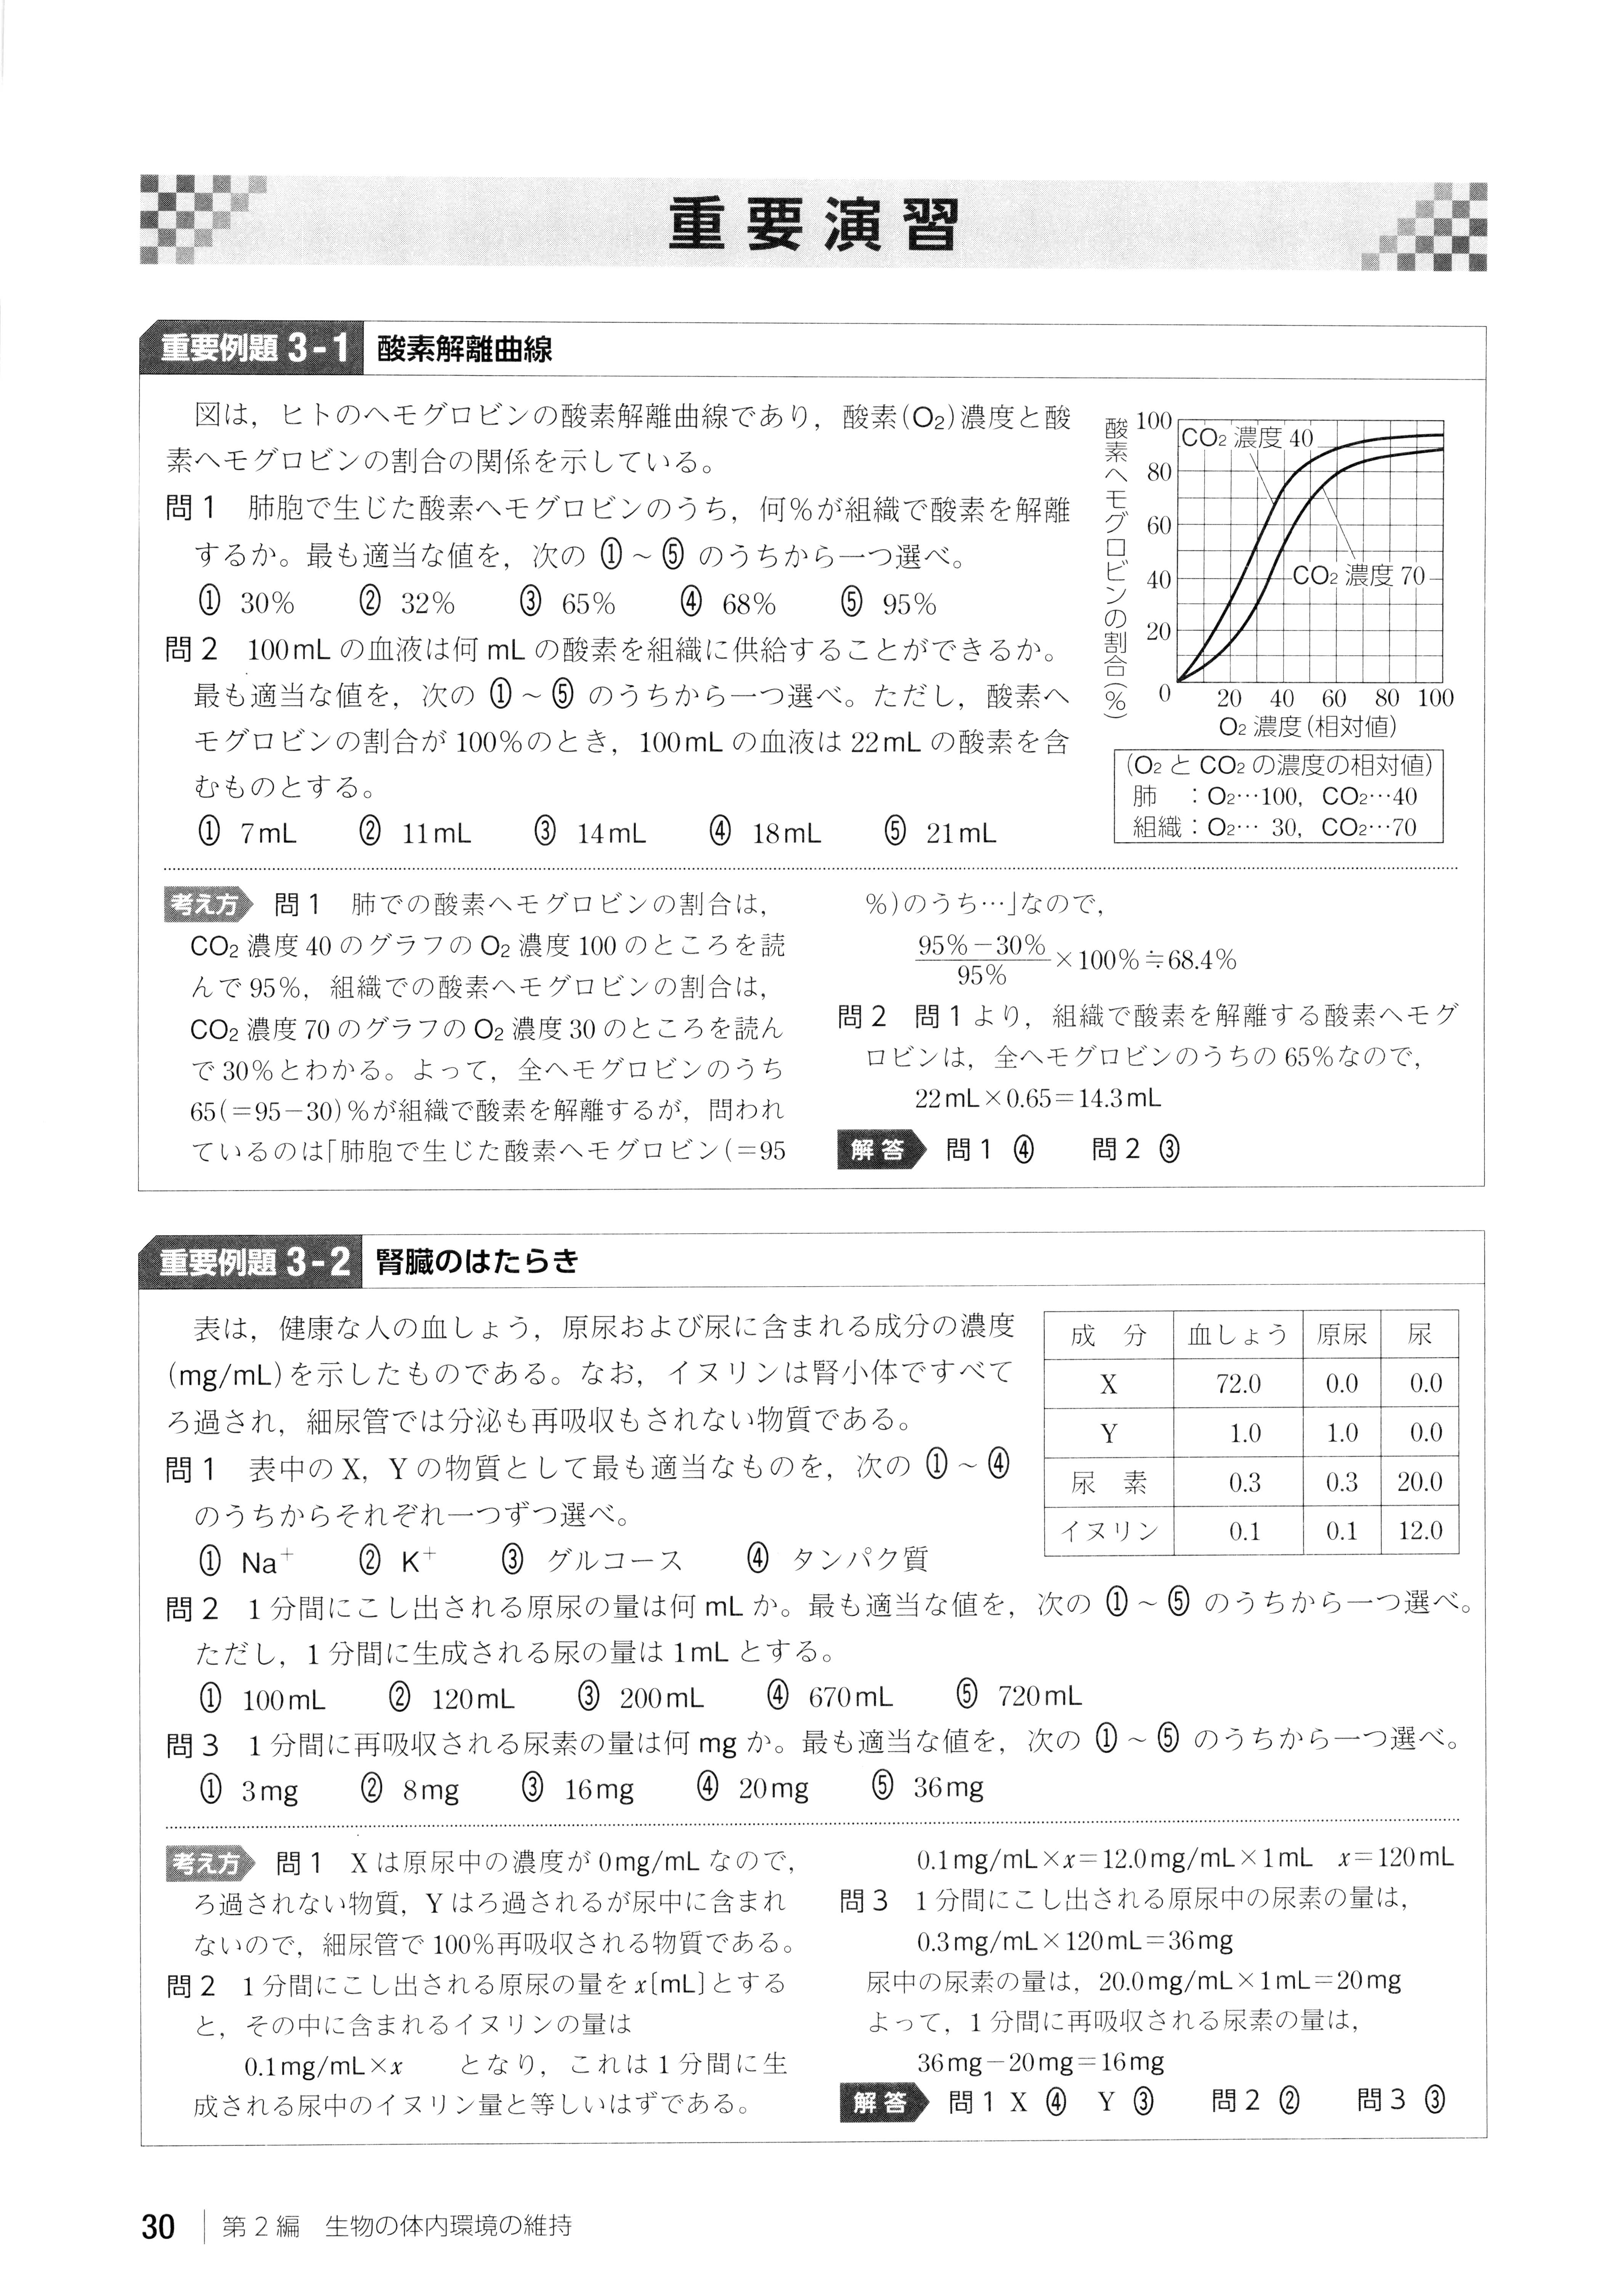 重要演習
重要例題 3-1 酸素解離曲線
図は，ヒトのヘモグロビンの酸素解離曲線であり，酸素(O₂)濃度と酸
素ヘモグロビンの割合の関係を示している。
問1 肺胞で生じた酸素ヘモグロビンのうち，何%が組織で酸素を解離
するか。最も適当な値を，次の ①～⑤ のうちから一つ選べ。
① 30% ② 32% ③ 65% ④ 68% ⑤ 95%
問2 100mL の血液は何 mL の酸素を組織に供給することができるか。
最も適当な値を，次の ①～⑤ のうちから一つ選べ。ただし，酸素ヘ
モグロビンの割合が 100%のとき，100mL の血液は 22mL の酸素を含
むものとする。
① 7mL ② 11mL ③ 14mL ④ 18mL ⑤ 21mL
酸素ヘモグロビンの割合(%)
100
80
60
40
20
0
CO₂ 濃度 40
CO₂ 濃度 70
20 40 60 80 100
O₂ 濃度(相対値)
(O₂ と CO₂ の濃度の相対値)
肺 ：O₂…100，CO₂…40
組織：O₂… 30，CO₂…70
考え方 問1 肺での酸素ヘモグロビンの割合は，
CO₂ 濃度 40 のグラフの O₂ 濃度 100 のところを読
んで 95%，組織での酸素ヘモグロビンの割合は，
CO₂ 濃度 70 のグラフの O₂ 濃度 30 のところを読ん
で 30%とわかる。よって，全ヘモグロビンのうち
65(＝95－30)%が組織で酸素を解離するが，問われ
ているのは「肺胞で生じた酸素ヘモグロビン(＝95
%)のうち…」なので，
95%－30%
95%
×100%≒68.4%
問2 問1より，組織で酸素を解離する酸素ヘモグ
ロビンは，全ヘモグロビンのうちの 65%なので，
22mL×0.65＝14.3mL
解答 問1 ④ 問2 ③
重要例題 3-2 腎臓のはたらき
表は，健康な人の血しょう，原尿および尿に含まれる成分の濃度
(mg/mL)を示したものである。なお，イヌリンは腎小体ですべて
ろ過され，細尿管では分泌も再吸収もされない物質である。
問1 表中の X，Y の物質として最も適当なものを，次の ①～④
のうちからそれぞれ一つずつ選べ。
① Na⁺ ② K⁺ ③ グルコース ④ タンパク質
成 分 血しょう 原尿 尿
X 72.0 0.0 0.0
Y 1.0 1.0 0.0
尿 素 0.3 0.3 20.0
イヌリン 0.1 0.1 12.0
問2 1分間にこし出される原尿の量は何 mL か。最も適当な値を，次の ①～⑤ のうちから一つ選べ。
ただし，1分間に生成される尿の量は 1mL とする。
① 100mL ② 120mL ③ 200mL ④ 670mL ⑤ 720mL
問3 1分間に再吸収される尿素の量は何 mg か。最も適当な値を，次の ①～⑤ のうちから一つ選べ。
① 3mg ② 8mg ③ 16mg ④ 20mg ⑤ 36mg
考え方 問1 X は原尿中の濃度が 0mg/mL なので，
ろ過されない物質，Y はろ過されるが尿中に含まれ
ないので，細尿管で 100%再吸収される物質である。
問2 1分間にこし出される原尿の量を x[mL]とする
と，その中に含まれるイヌリンの量は
0.1mg/mL×x となり，これは1分間に生
成される尿中のイヌリン量と等しいはずである。
0.1mg/mL×x＝12.0mg/mL×1mL x＝120mL
問3 1分間にこし出される原尿中の尿素の量は，
0.3mg/mL×120mL＝36mg
尿中の尿素の量は，20.0mg/mL×1mL＝20mg
よって，1分間に再吸収される尿素の量は，
36mg－20mg＝16mg
解答 問1 X ④ Y ③ 問2 ② 問3 ③
30 第2編 生物の体内環境の維持